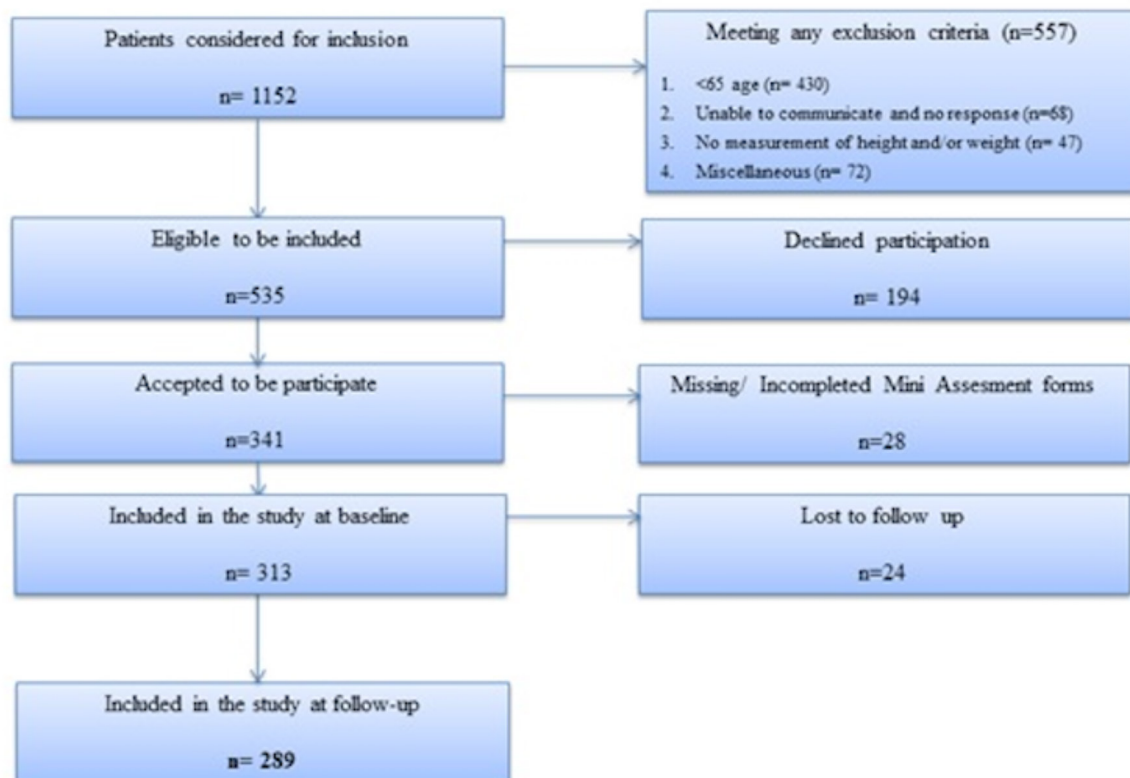 Patients considered for inclusion
n= 1152
Meeting any exclusion criteria (n=557)
1. <65 age (n= 430)
2. Unable to communicate and no response (n=68)
3. No measurement of height and/or weight (n= 47)
4. Miscellaneous (n= 72)
Eligible to be included
n=535
Declined participation
n= 194
Accepted to be participate
n=341
Missing/ Incompleted Mini Assesment forms
n=28
Included in the study at baseline
n= 313
Lost to follow up
n=24
Included in the study at follow-up
n= 289